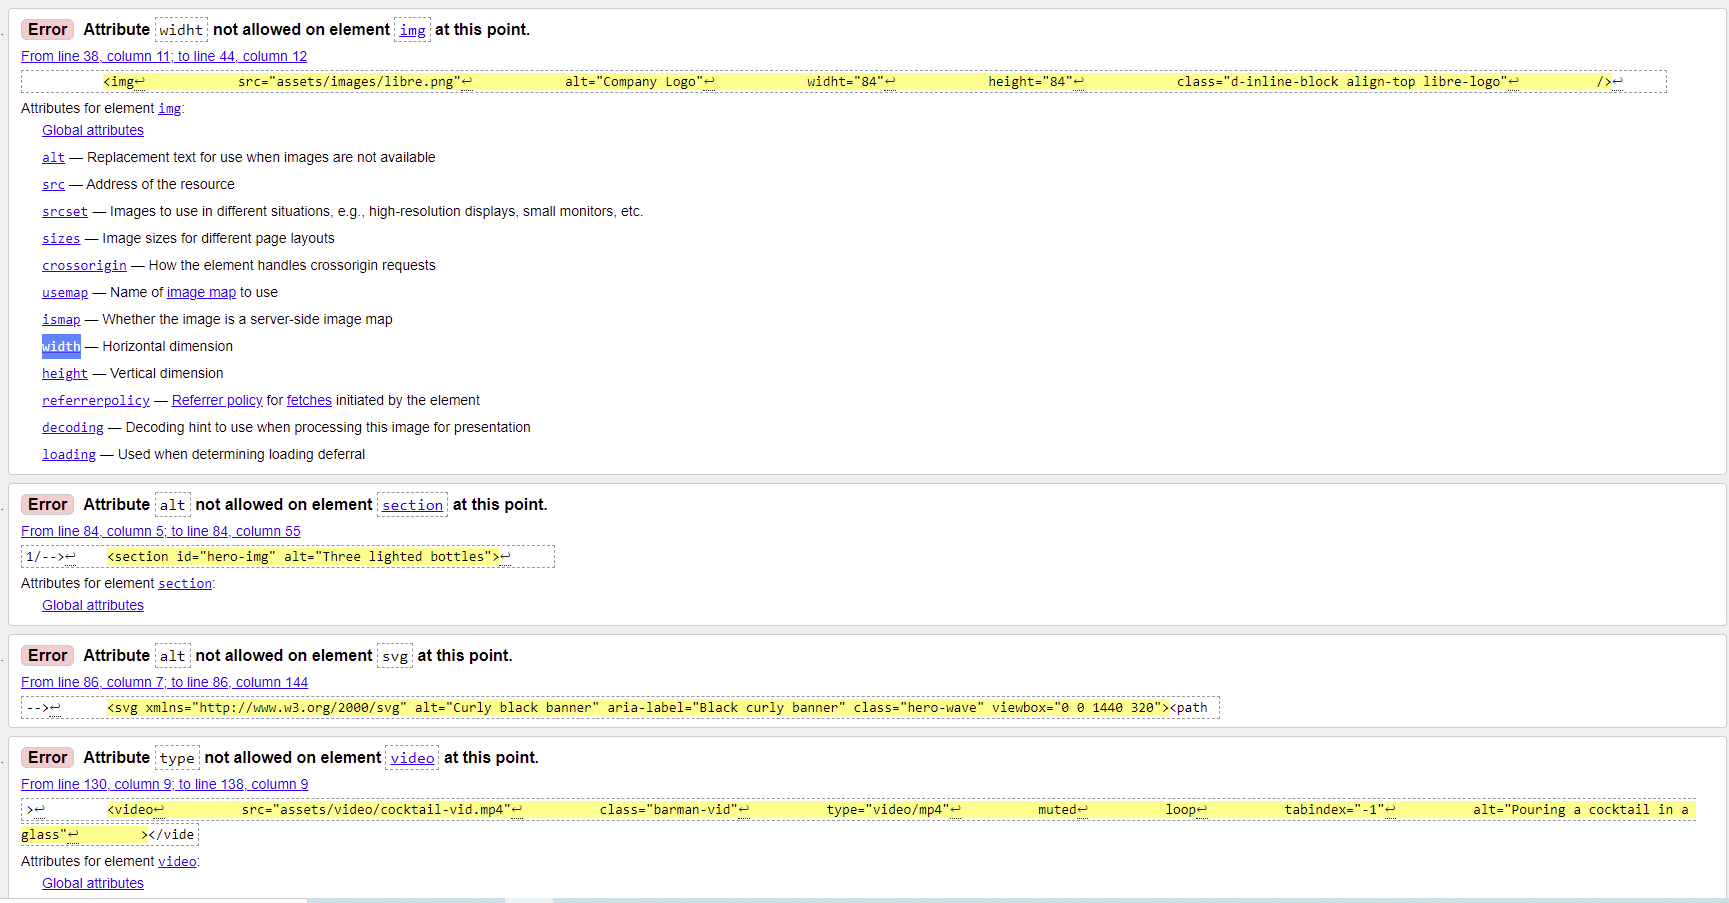 Error Attribute widht not allowed on element img at this point.
From line 38, column 11; to line 44, column 12
<img↩ src="assets/images/libre.png"↩ alt="Company Logo"↩ widht="84"↩ height="84"↩ class="d-inline-block align-top libre-logo"↩ />↩
Attributes for element img:
Global attributes
alt — Replacement text for use when images are not available
src — Address of the resource
srcset — Images to use in different situations, e.g., high-resolution displays, small monitors, etc.
sizes — Image sizes for different page layouts
crossorigin — How the element handles crossorigin requests
usemap — Name of image map to use
ismap — Whether the image is a server-side image map
width — Horizontal dimension
height — Vertical dimension
referrerpolicy — Referrer policy for fetches initiated by the element
decoding — Decoding hint to use when processing this image for presentation
loading — Used when determining loading deferral
Error Attribute alt not allowed on element section at this point.
From line 84, column 5; to line 84, column 55
1/-->↩ <section id="hero-img" alt="Three lighted bottles">↩
Attributes for element section:
Global attributes
Error Attribute alt not allowed on element svg at this point.
From line 86, column 7; to line 86, column 144
-->↩ <svg xmlns="http://www.w3.org/2000/svg" alt="Curly black banner" aria-label="Black curly banner" class="hero-wave" viewbox="0 0 1440 320"><path
Error Attribute type not allowed on element video at this point.
From line 130, column 9; to line 138, column 9
>↩ <video↩ src="assets/video/cocktail-vid.mp4"↩ class="barman-vid"↩ type="video/mp4"↩ muted↩ loop↩ tabindex="-1"↩ alt="Pouring a cocktail in a
glass"↩ ></vide
Attributes for element video:
Global attributes